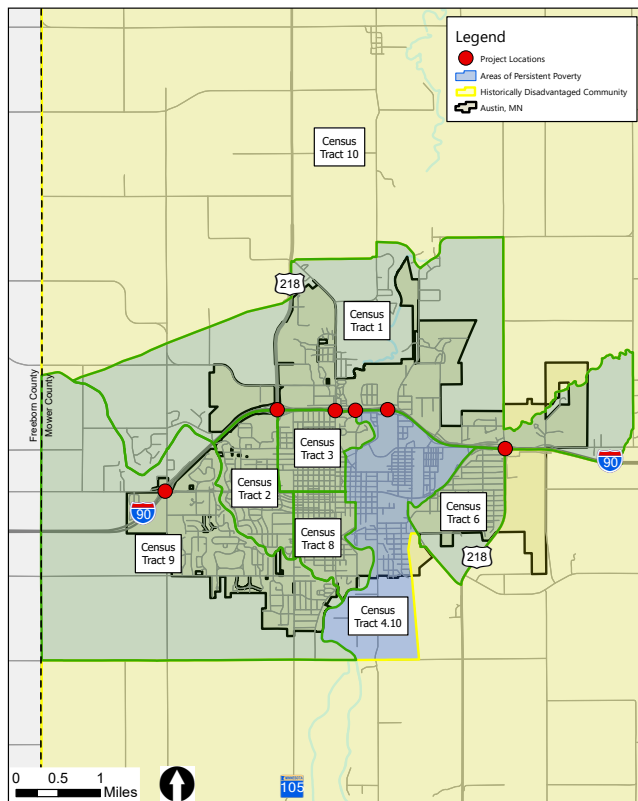 Legend
Project Locations
Areas of Persistent Poverty
Historically Disadvantaged Community
Austin, MN
Census
Tract 10
218
Census
Tract 1
Freeborn County
Mower County
Census
Tract 3
Census
Tract 2
90
Census
Tract 6
90
Census
Tract 8
Census
Tract 9
218
Census
Tract 4.10
0 0.5 1
Miles
MINNESOTA
105